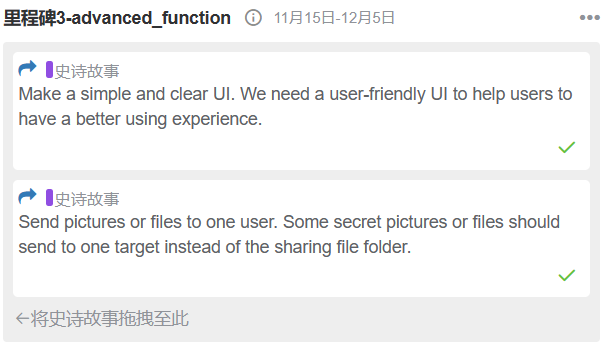 里程碑3-advanced_function 11月15日-12月5日
史诗故事
Make a simple and clear UI. We need a user-friendly UI to help users to
have a better using experience.
史诗故事
Send pictures or files to one user. Some secret pictures or files should
send to one target instead of the sharing file folder.
←将史诗故事拖拽至此